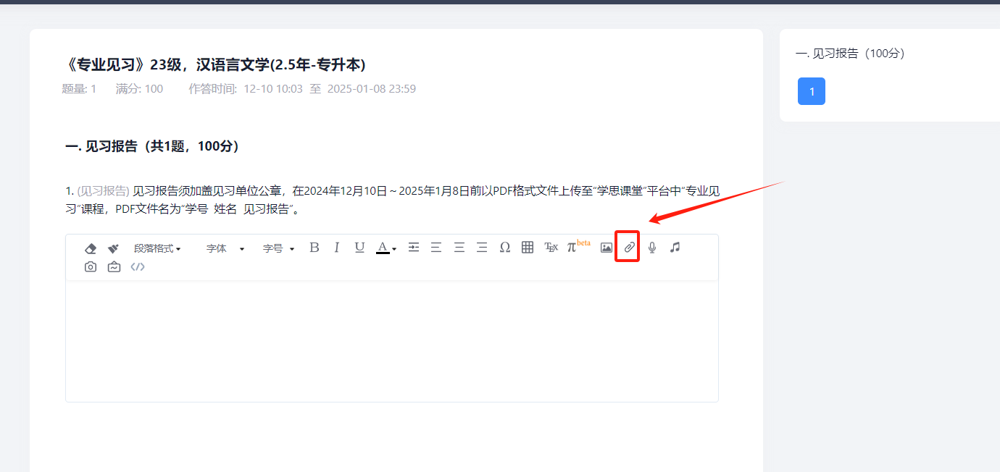 《专业见习》23级，汉语言文学(2.5年-专升本)
题量: 1 满分: 100 作答时间: 12-10 10:03 至 2025-01-08 23:59
一. 见习报告（共1题，100分）
1. (见习报告) 见习报告须加盖见习单位公章，在2024年12月10日～2025年1月8日前以PDF格式文件上传至“学思课堂”平台中“专业见
习”课程，PDF文件名为“学号 姓名 见习报告”。
段落格式 字体 字号 B I U A Ω TEX πbeta
</>
一. 见习报告（100分）
1